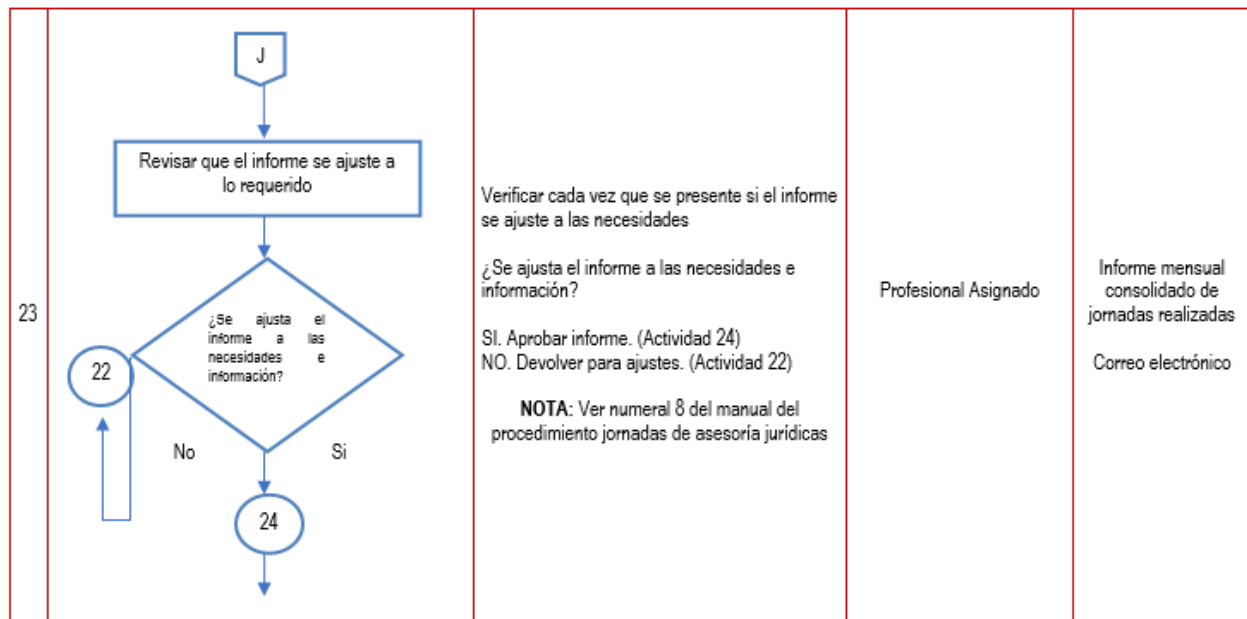 23
J
Revisar que el informe se ajuste a
lo requerido
¿Se ajusta el
informe a las
necesidades e
información?
22
No
Si
24
Verificar cada vez que se presente si el informe
se ajuste a las necesidades
¿Se ajusta el informe a las necesidades e
información?
SI. Aprobar informe. (Actividad 24)
NO. Devolver para ajustes. (Actividad 22)
NOTA: Ver numeral 8 del manual del
procedimiento jornadas de asesoría jurídicas
Profesional Asignado
Informe mensual
consolidado de
jornadas realizadas
Correo electrónico